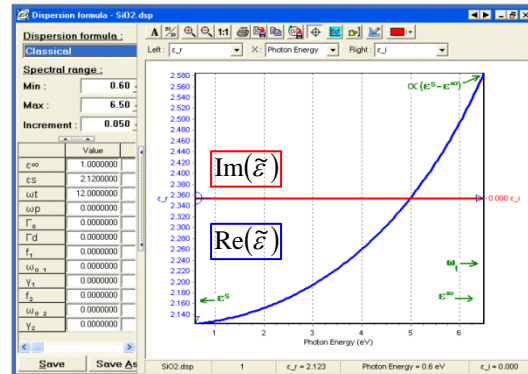 Dispersion formula - SiO2.dsp
Dispersion formula :
Classical
Spectral range :
Min : 0.60
Max : 6.50
Increment : 0.050
Value
ε∞ 1.0000000
εs 2.1200000
ωt 12.0000000
ωp 0.0000000
Γ₀ 0.0000000
Γd 0.0000000
f₁ 0.0000000
ω₀ ₁ 0.0000000
γ₁ 0.0000000
f₂ 0.0000000
ω₀ ₂ 0.0000000
γ₂ 0.0000000
Save Save As
A 1:1
Left : ε_r X : Photon Energy Right : ε_i
2.580
2.560
2.540
2.520
2.500
2.480
2.460
2.440
2.420
2.400
2.380
2.360
2.340
2.320
2.300
2.280
2.260
2.240
2.220
2.200
2.180
2.160
2.140
ε_r
∝(εˢ-ε∞)
Im(ε̃)
0.000 ε_i
Re(ε̃)
ωt
εˢ
ε∞
1 2 3 4 5 6
Photon Energy (eV)
SiO2.dsp 1 ε_r = 2.123 Photon Energy = 0.6 eV ε_i = 0.000